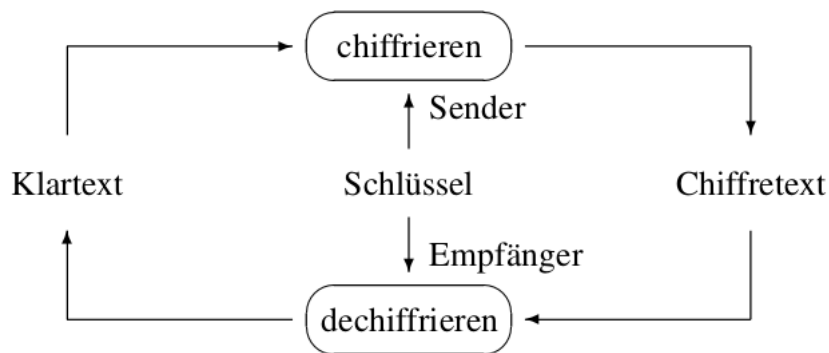 chiffrieren
Sender
Klartext Schlüssel Chiffretext
Empfänger
dechiffrieren